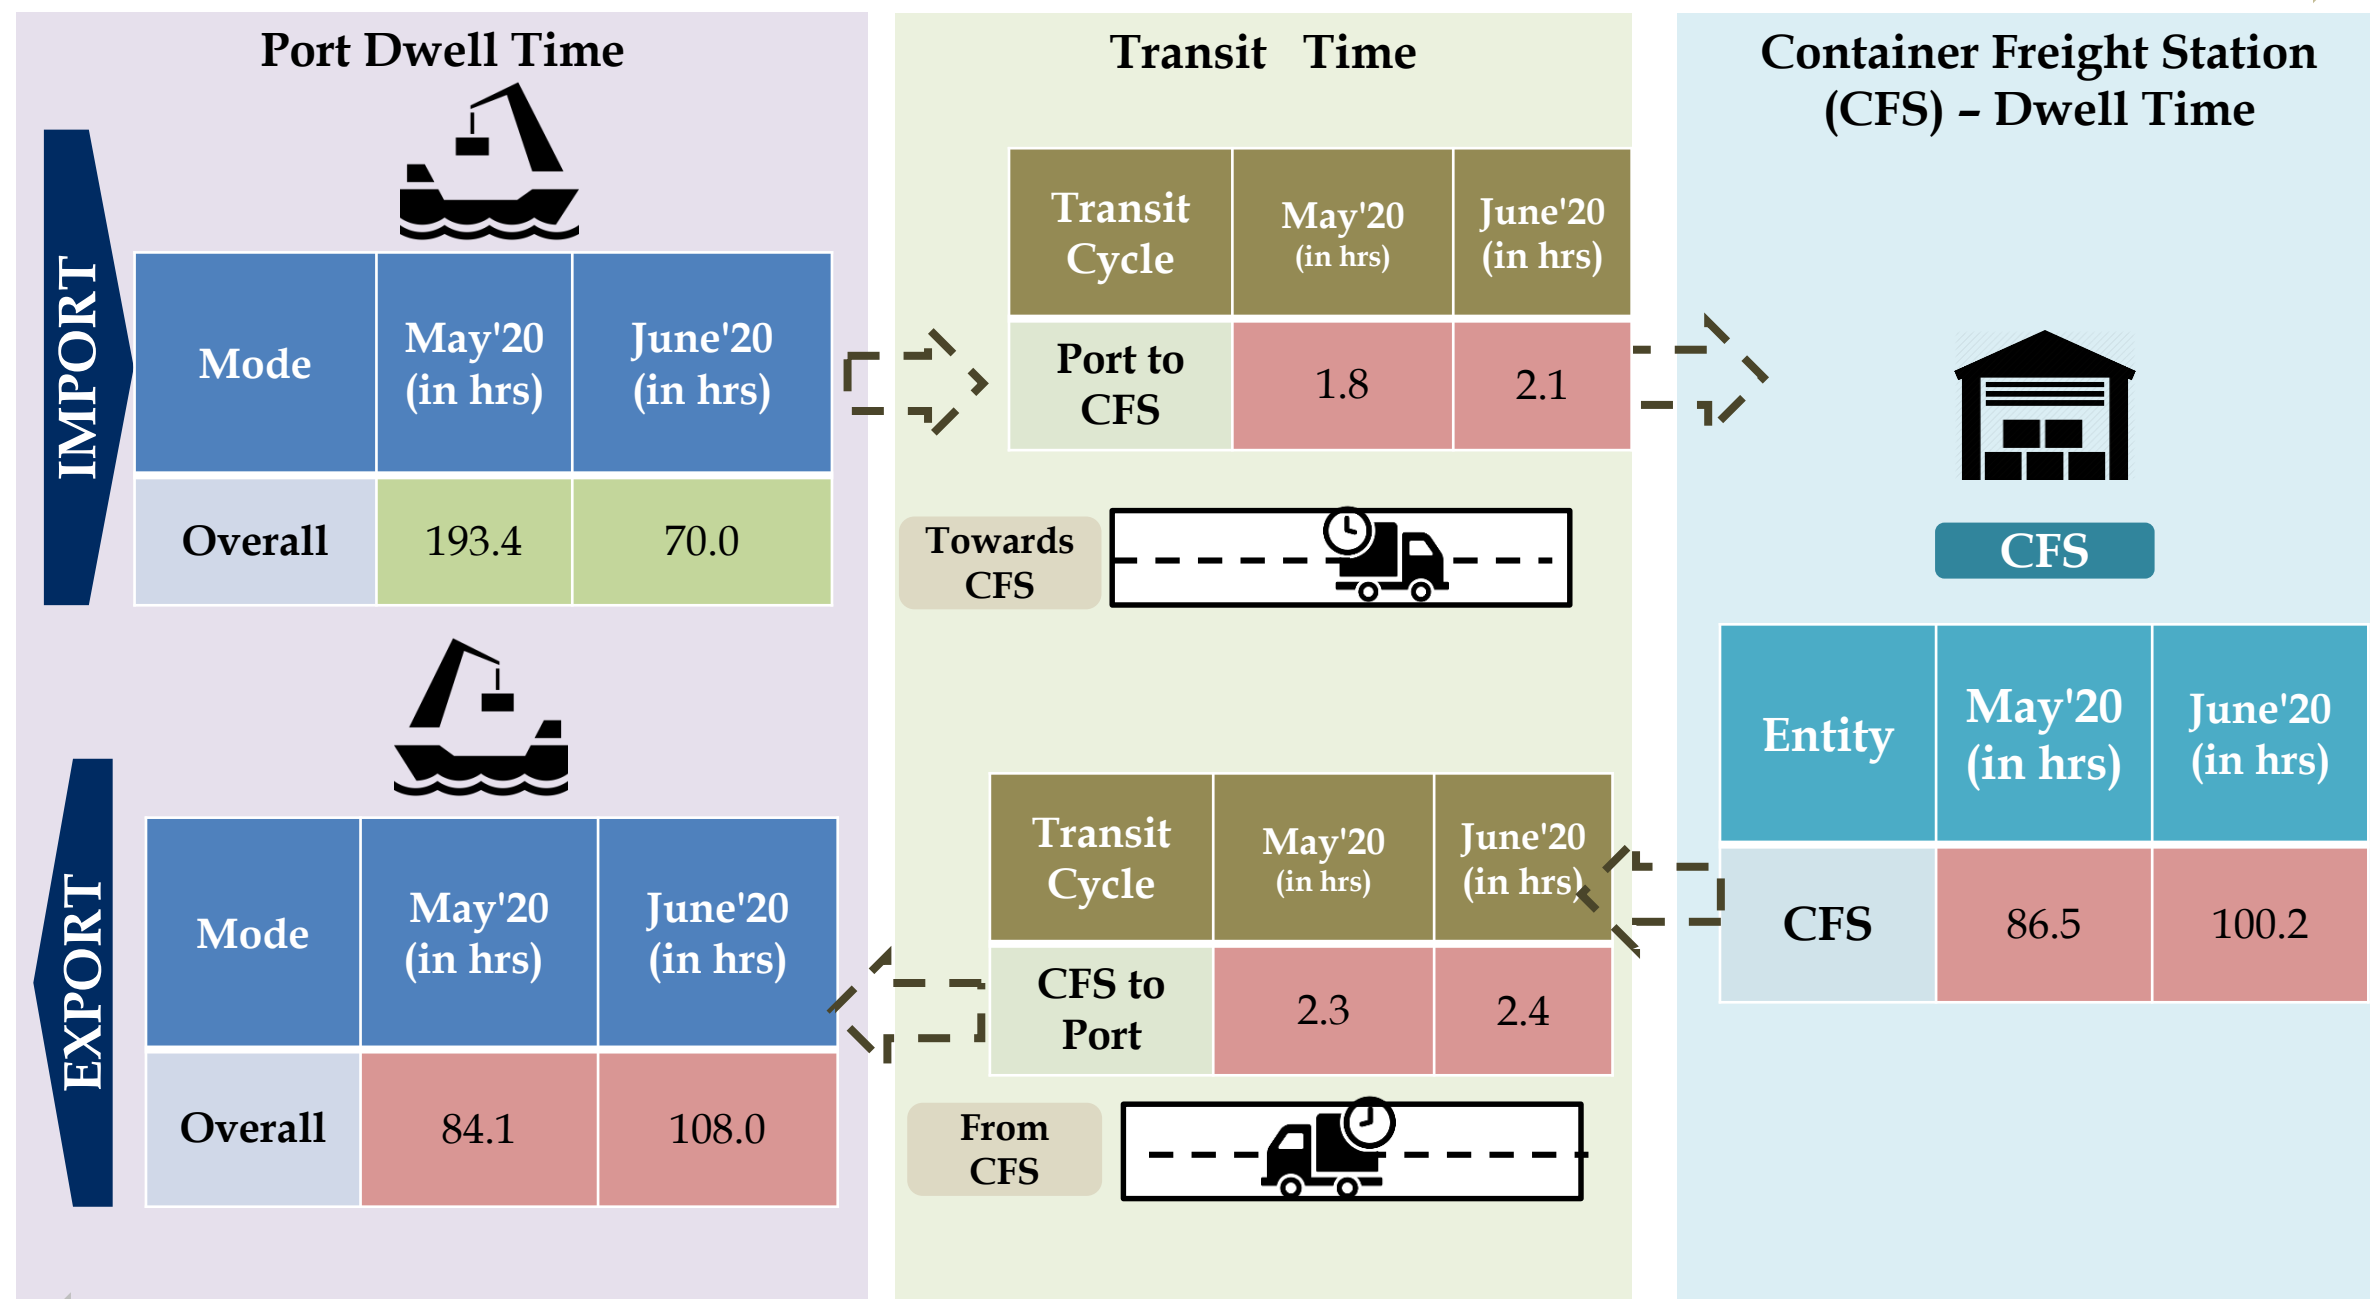 Port Dwell Time
IMPORT
Mode
May'20
(in hrs)
June'20
(in hrs)
Overall
193.4
70.0
EXPORT
Mode
May'20
(in hrs)
June'20
(in hrs)
Overall
84.1
108.0
Transit Time
Transit
Cycle
May'20
(in hrs)
June'20
(in hrs)
Port to
CFS
1.8
2.1
Towards
CFS
Transit
Cycle
May'20
(in hrs)
June'20
(in hrs)
CFS to
Port
2.3
2.4
From
CFS
Container Freight Station
(CFS) – Dwell Time
CFS
Entity
May'20
(in hrs)
June'20
(in hrs)
CFS
86.5
100.2